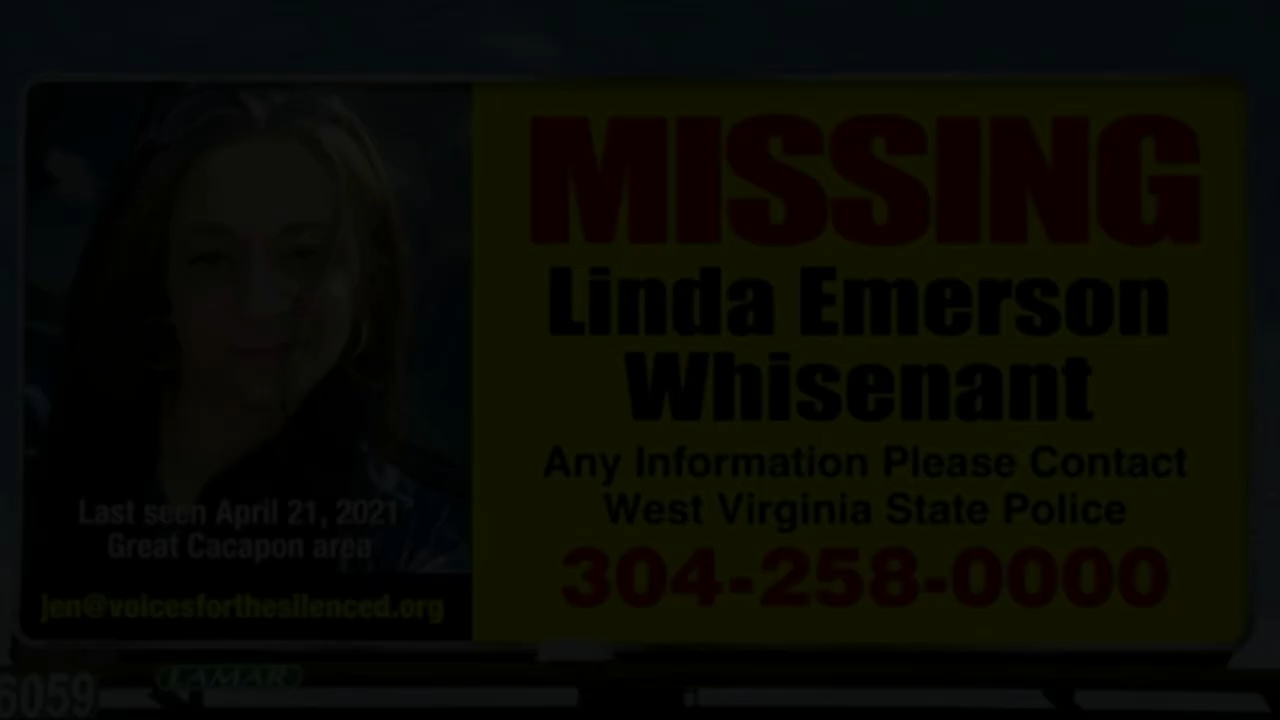 MISSING
Linda Emerson
Whisenant
Any Information Please Contact
West Virginia State Police
304-258-0000
Last seen April 21, 2021
Great Cacapon area
jen@voicesforthesilenced.org
LAMAR
6059